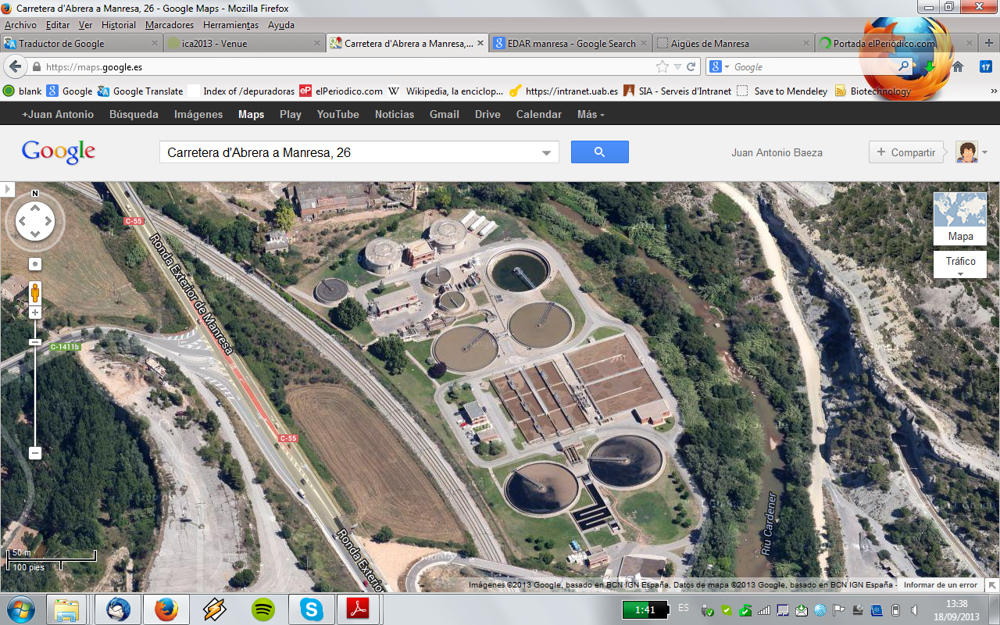 Carretera d'Abrera a Manresa, 26 - Google Maps - Mozilla Firefox
Archivo Editar Ver Historial Marcadores Herramientas Ayuda
Traductor de Google
ica2013 - Venue
Carretera d'Abrera a Manresa,...
EDAR manresa - Google Search
Aigües de Manresa
Portada elPeriodico.com
https://maps.google.es
Google
17
blank
Google
Google Translate
Index of /depuradoras
eP elPeriodico.com
W Wikipedia, la enciclop...
https://intranet.uab.es
SIA - Serveis d'Intranet
Save to Mendeley
Biotechnology
»
+Juan Antonio Búsqueda Imágenes Maps Play YouTube Noticias Gmail Drive Calendar Más
Google
Carretera d'Abrera a Manresa, 26
Juan Antonio Baeza
+ Compartir
N
Mapa
Tráfico
C-55
Ronda Exterior de Manresa
C-1411b
C-55
Ronda Exterio
Riu Cardener
50 m
100 pies
Imágenes ©2013 Google, basado en BCN IGN España, Datos de mapa ©2013 Google, basado en BCN IGN España -
Informar de un error
1:41
ES
13:38
18/09/2013